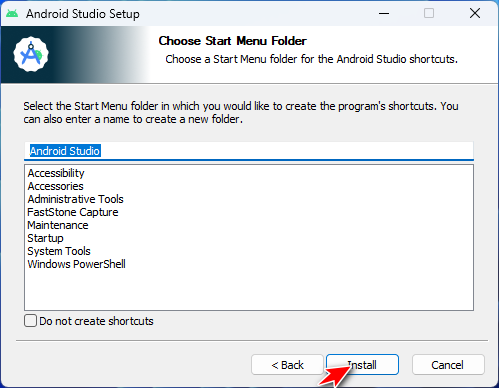 Android Studio Setup
Choose Start Menu Folder
Choose a Start Menu folder for the Android Studio shortcuts.
Select the Start Menu folder in which you would like to create the program's shortcuts. You
can also enter a name to create a new folder.
Android Studio
Accessibility
Accessories
Administrative Tools
FastStone Capture
Maintenance
Startup
System Tools
Windows PowerShell
Do not create shortcuts
< Back
Install
Cancel